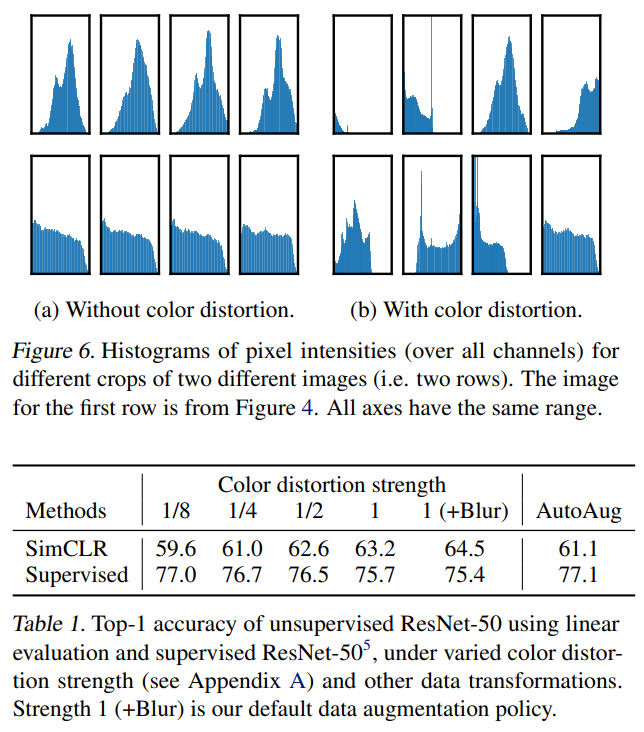 (a) Without color distortion.
(b) With color distortion.
Figure 6. Histograms of pixel intensities (over all channels) for
different crops of two different images (i.e. two rows). The image
for the first row is from Figure 4. All axes have the same range.
Color distortion strength
Methods 1/8 1/4 1/2 1 1 (+Blur) AutoAug
SimCLR 59.6 61.0 62.6 63.2 64.5 61.1
Supervised 77.0 76.7 76.5 75.7 75.4 77.1
Table 1. Top-1 accuracy of unsupervised ResNet-50 using linear
evaluation and supervised ResNet-50⁵, under varied color distor-
tion strength (see Appendix A) and other data transformations.
Strength 1 (+Blur) is our default data augmentation policy.